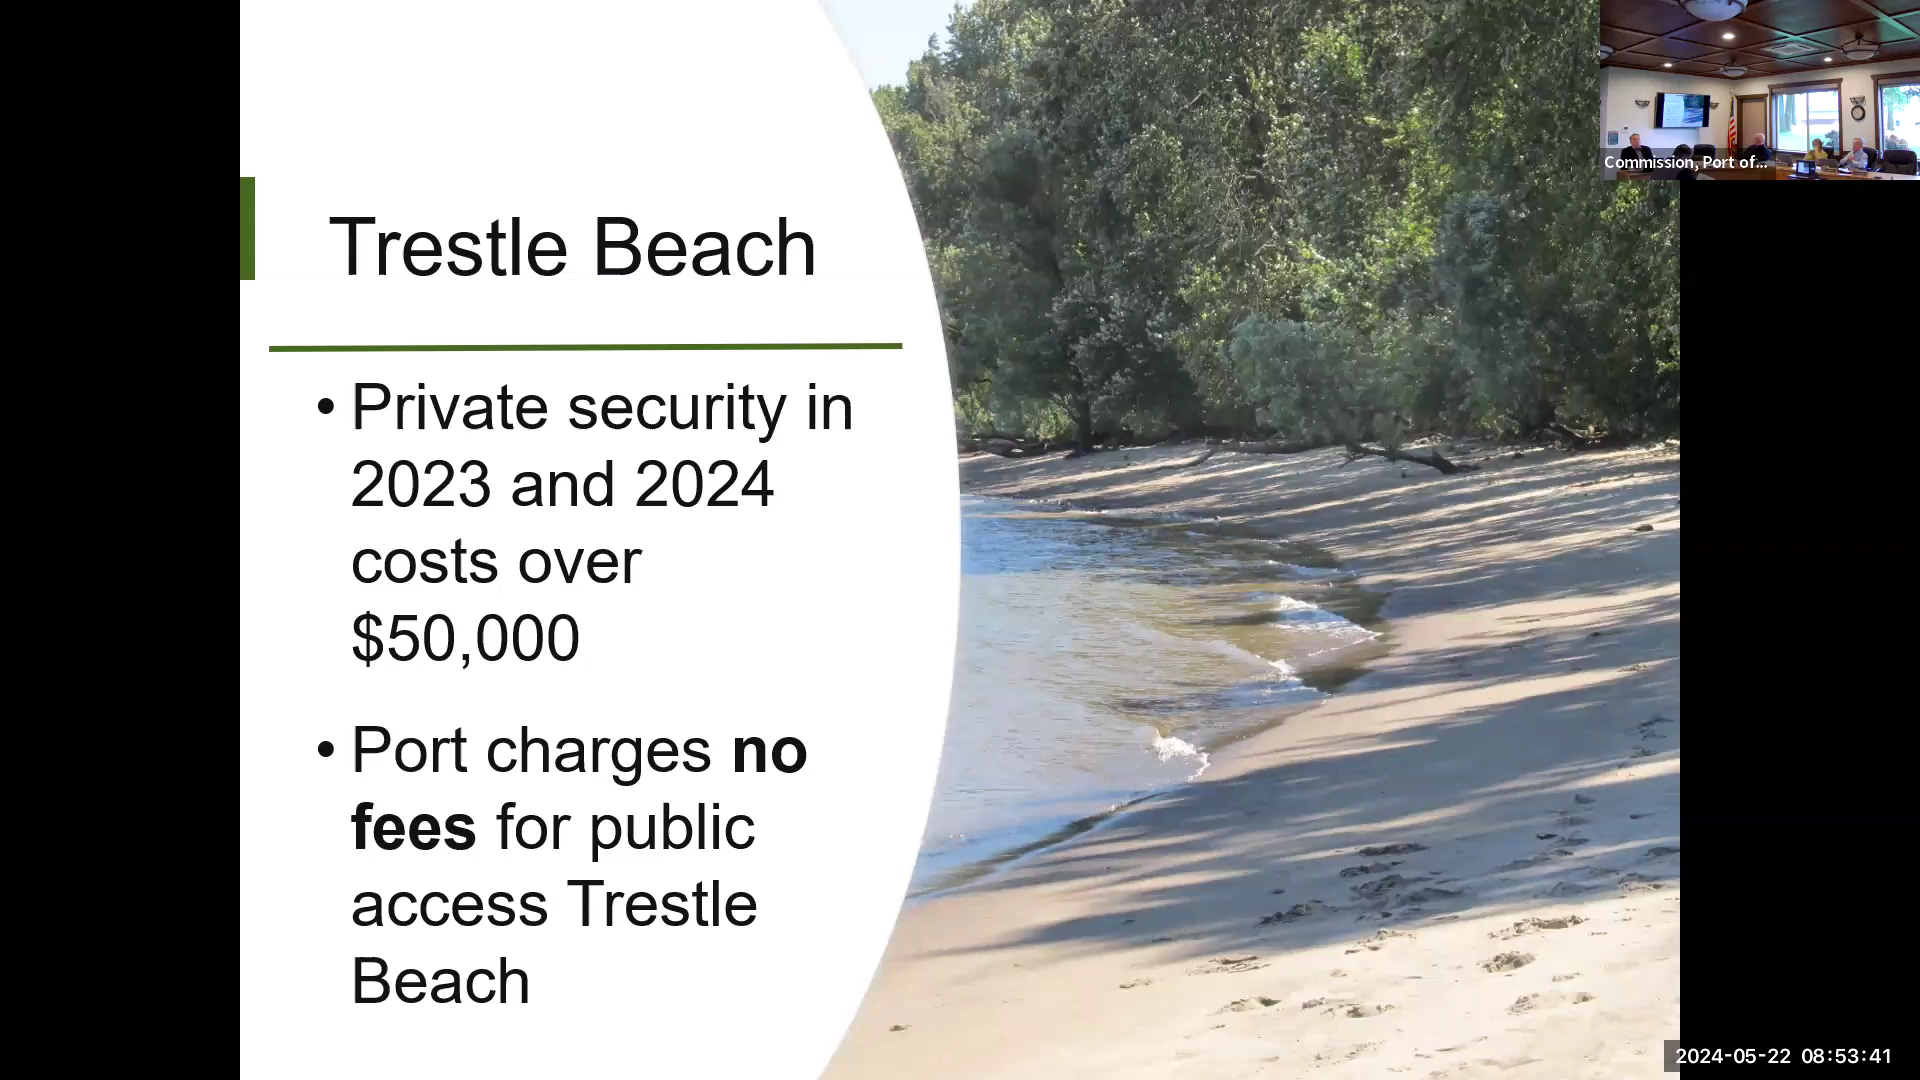 Trestle Beach
• Private security in
2023 and 2024
costs over
$50,000
• Port charges no
fees for public
access Trestle
Beach
Commission, Port of...
2024-05-22 08:53:41